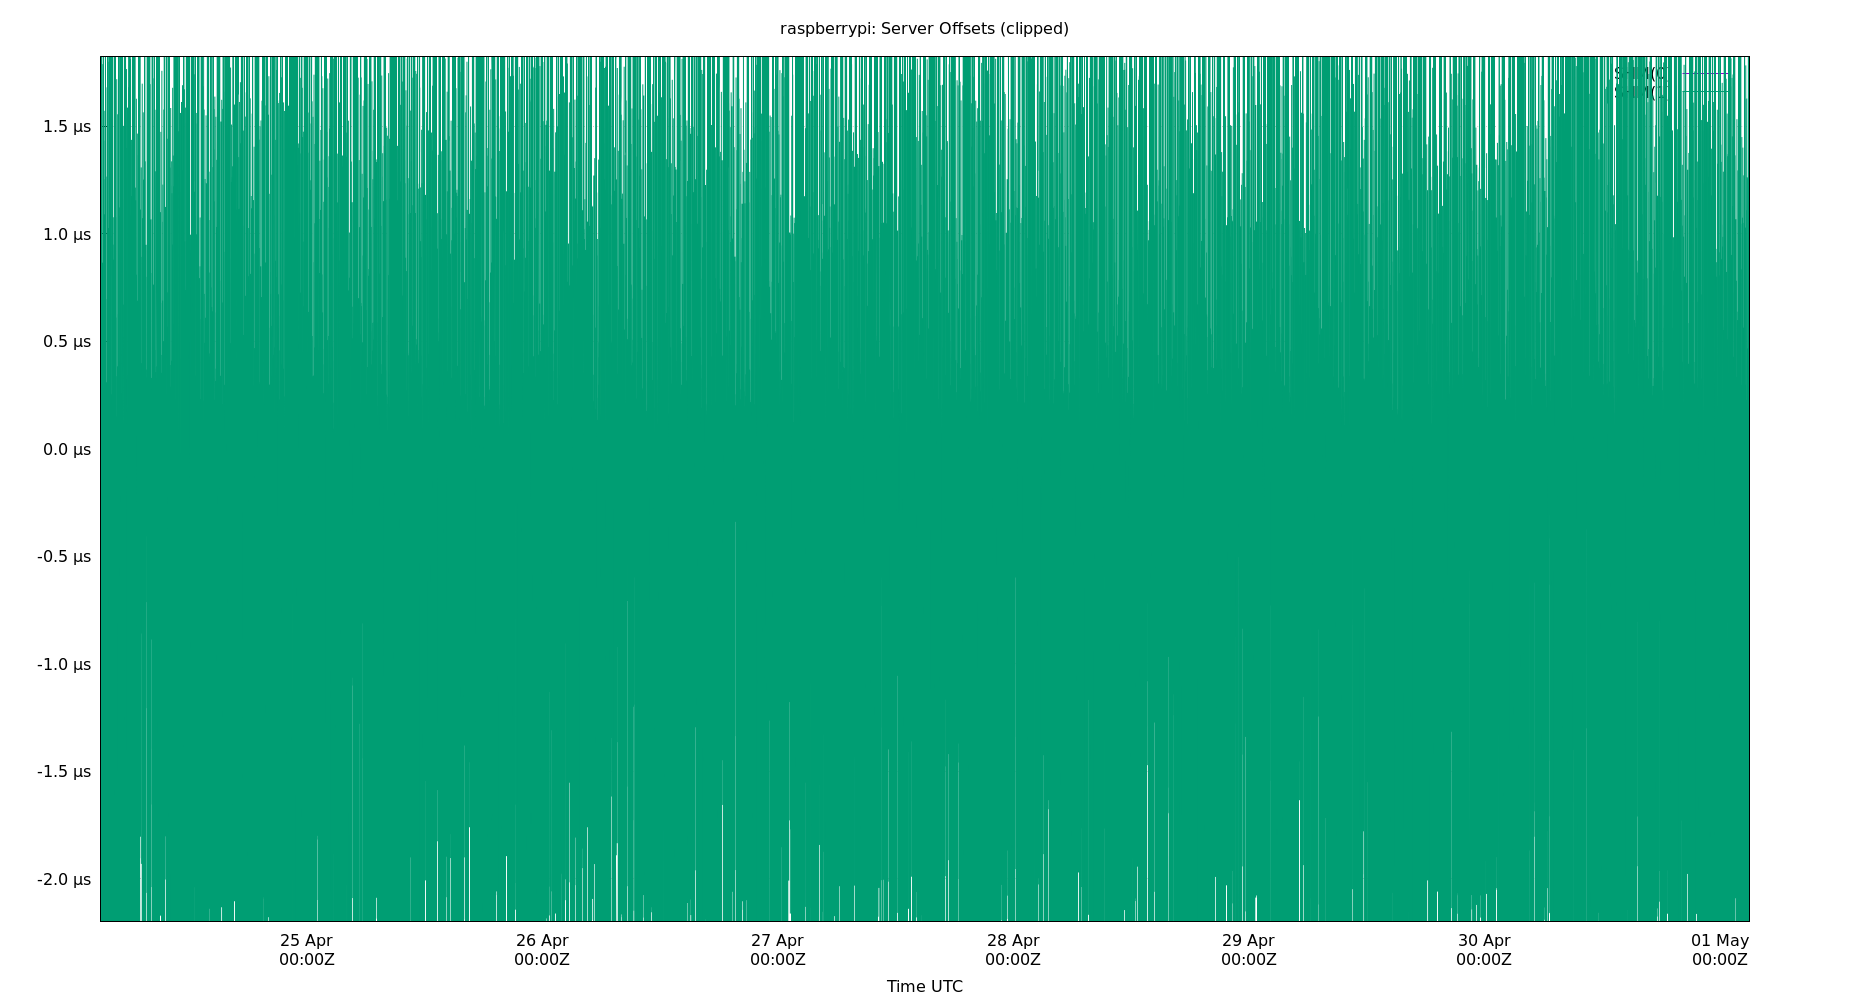 raspberrypi: Server Offsets (clipped)
1.5 µs
1.0 µs
0.5 µs
0.0 µs
-0.5 µs
-1.0 µs
-1.5 µs
-2.0 µs
25 Apr 26 Apr 27 Apr 28 Apr 29 Apr 30 Apr 01 May
00:00Z 00:00Z 00:00Z 00:00Z 00:00Z 00:00Z 00:00Z
Time UTC